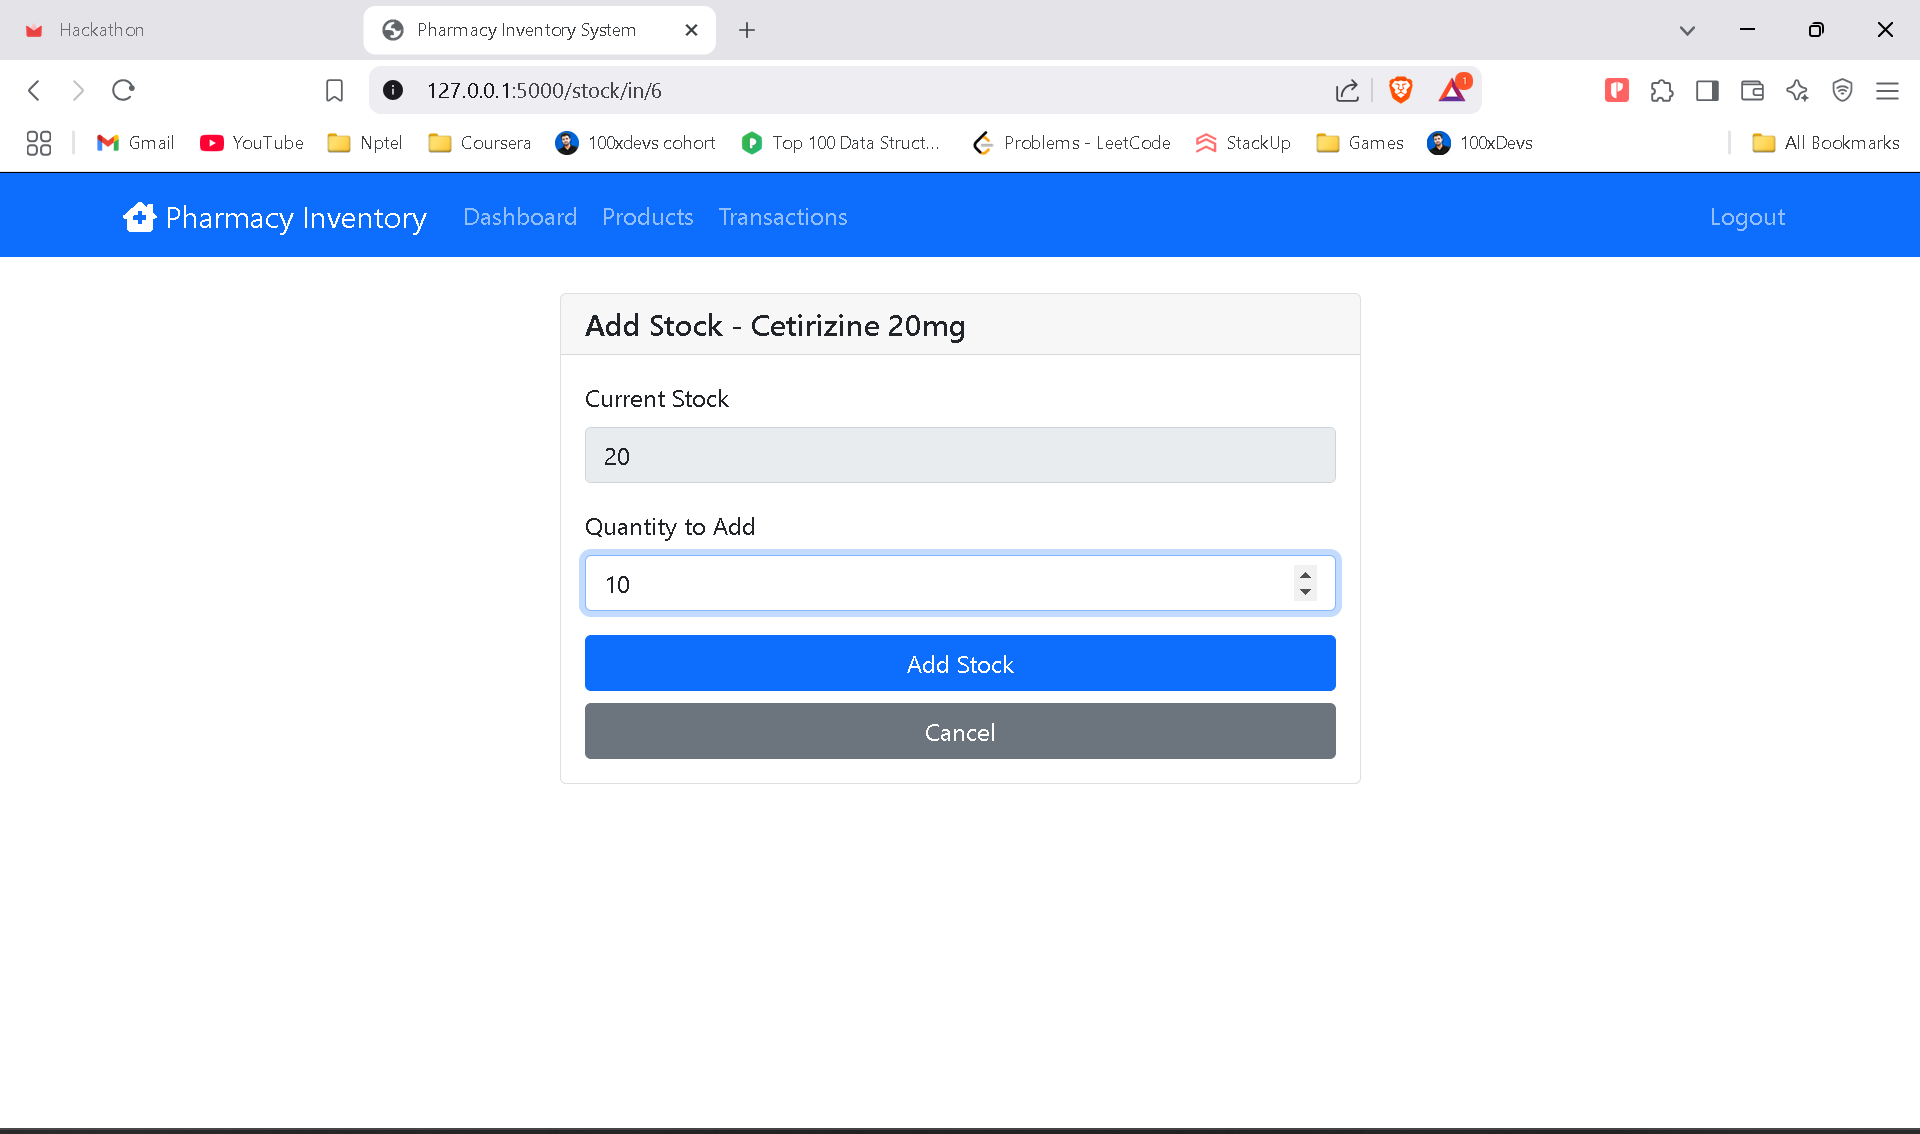 Hackathon
Pharmacy Inventory System
127.0.0.1:5000/stock/in/6
1
Gmail
YouTube
Nptel
Coursera
100xdevs cohort
Top 100 Data Struct...
Problems - LeetCode
StackUp
Games
100xDevs
All Bookmarks
Pharmacy Inventory
Dashboard
Products
Transactions
Logout
Add Stock - Cetirizine 20mg
Current Stock
20
Quantity to Add
10
Add Stock
Cancel